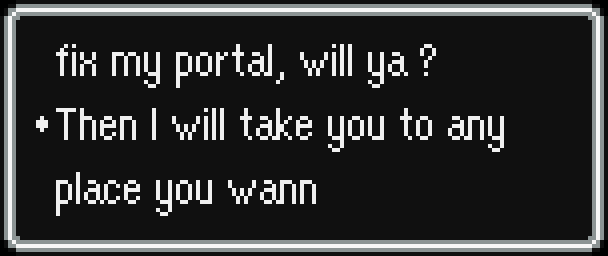 fix my portal, will ya ?
•Then I will take you to any
place you wann